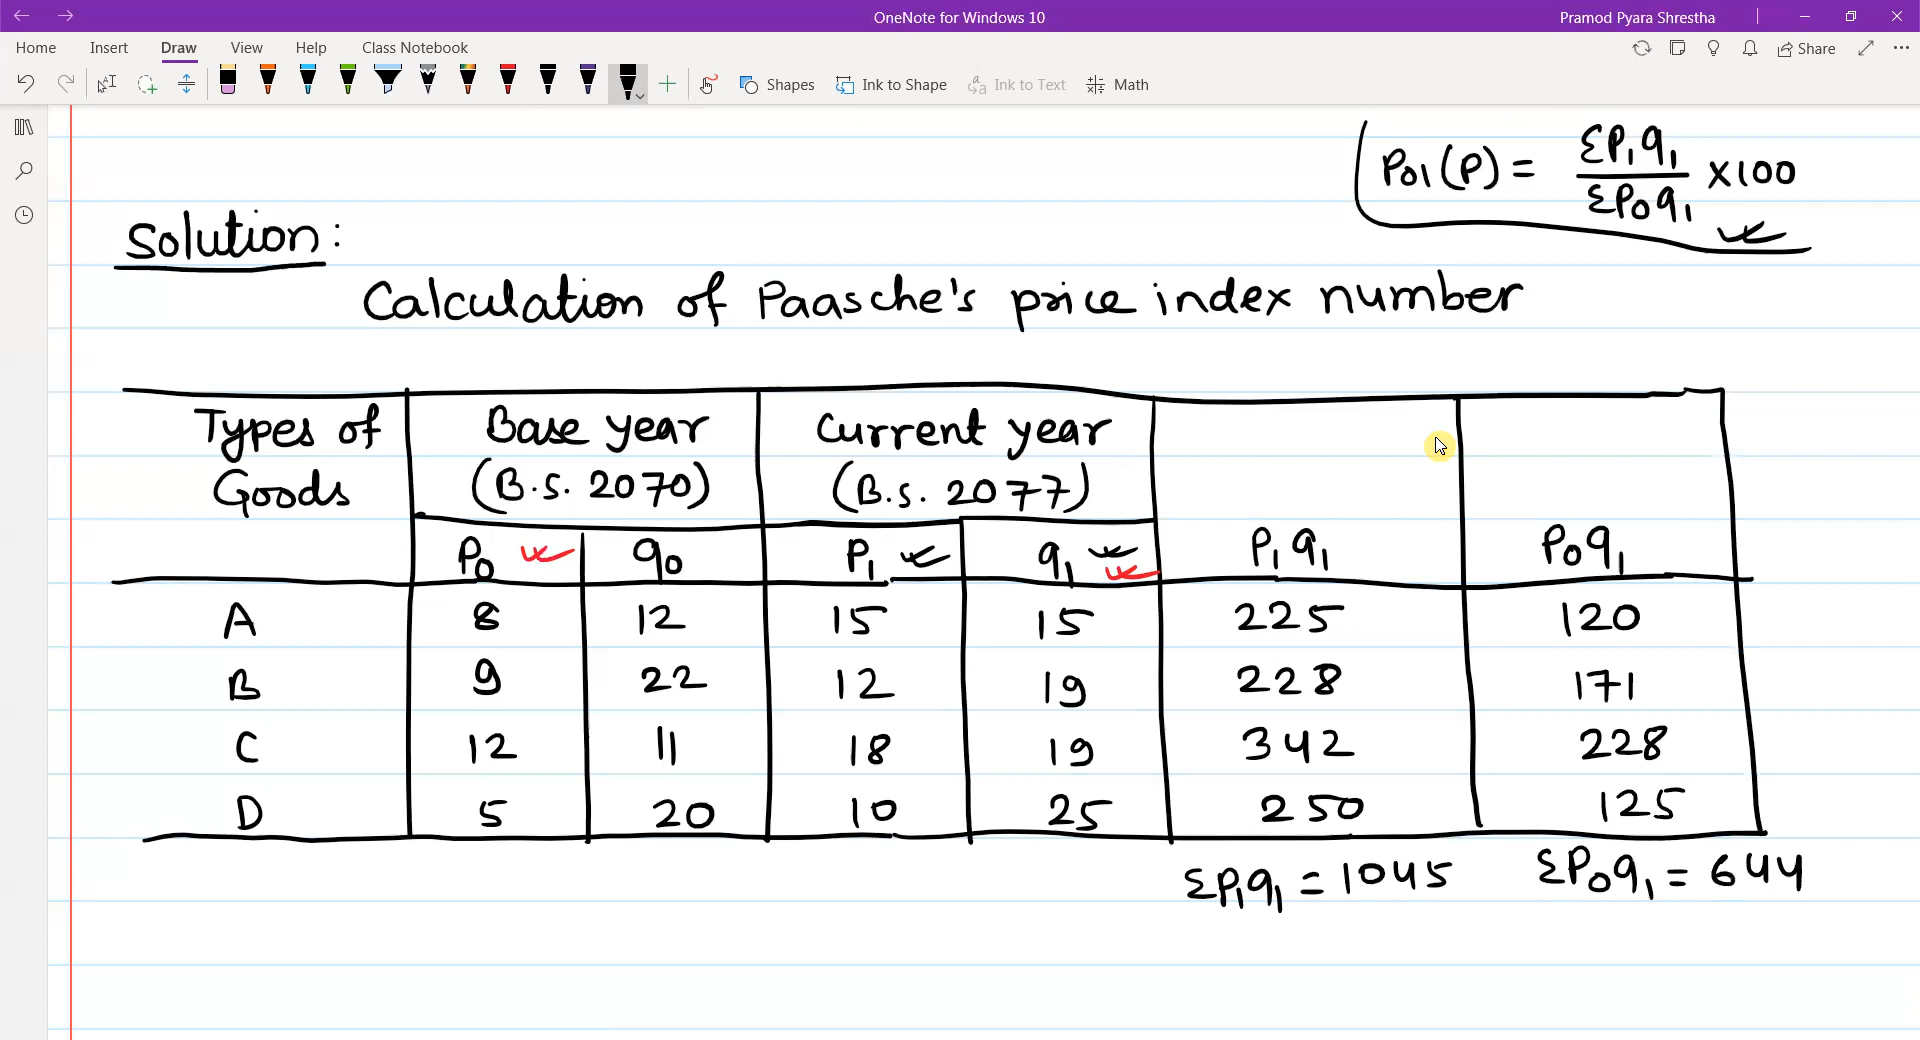 OneNote for Windows 10
Pramod Pyara Shrestha
Home Insert Draw View Help Class Notebook
Share
Shapes Ink to Shape Ink to Text Math
P01(P) = ΣP₁q₁ / ΣP₀q₁ ×100
Solution:
Calculation of Paasche's price index number
Types of Goods Base year (B.S. 2070) Current year (B.S. 2077)
P₀ q₀ P₁ q₁ P₁q₁ P₀q₁
A 8 12 15 15 225 120
B 9 22 12 19 228 171
C 12 11 18 19 342 228
D 5 20 10 25 250 125
ΣP₁q₁ = 1045 ΣP₀q₁ = 644